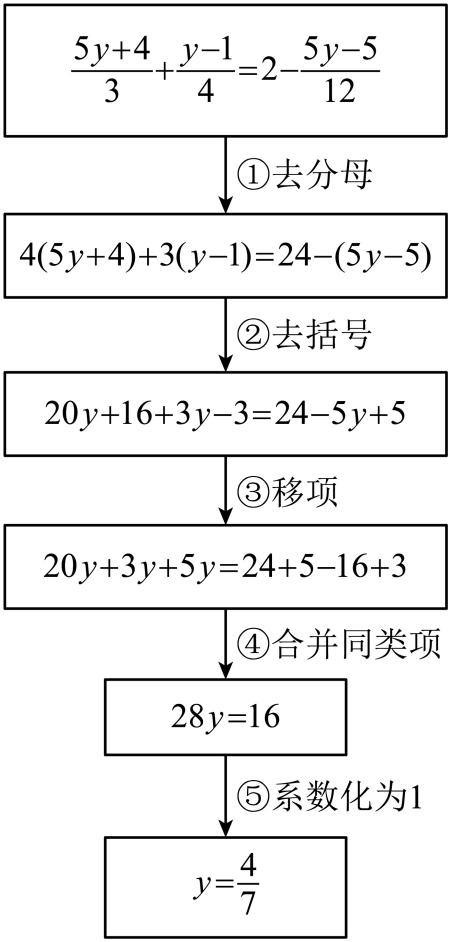 (5y+4)/3+(y−1)/4=2−(5y−5)/12
①去分母
4(5y+4)+3(y−1)=24−(5y−5)
②去括号
20y+16+3y−3=24−5y+5
③移项
20y+3y+5y=24+5−16+3
④合并同类项
28y=16
⑤系数化为1
y=4/7